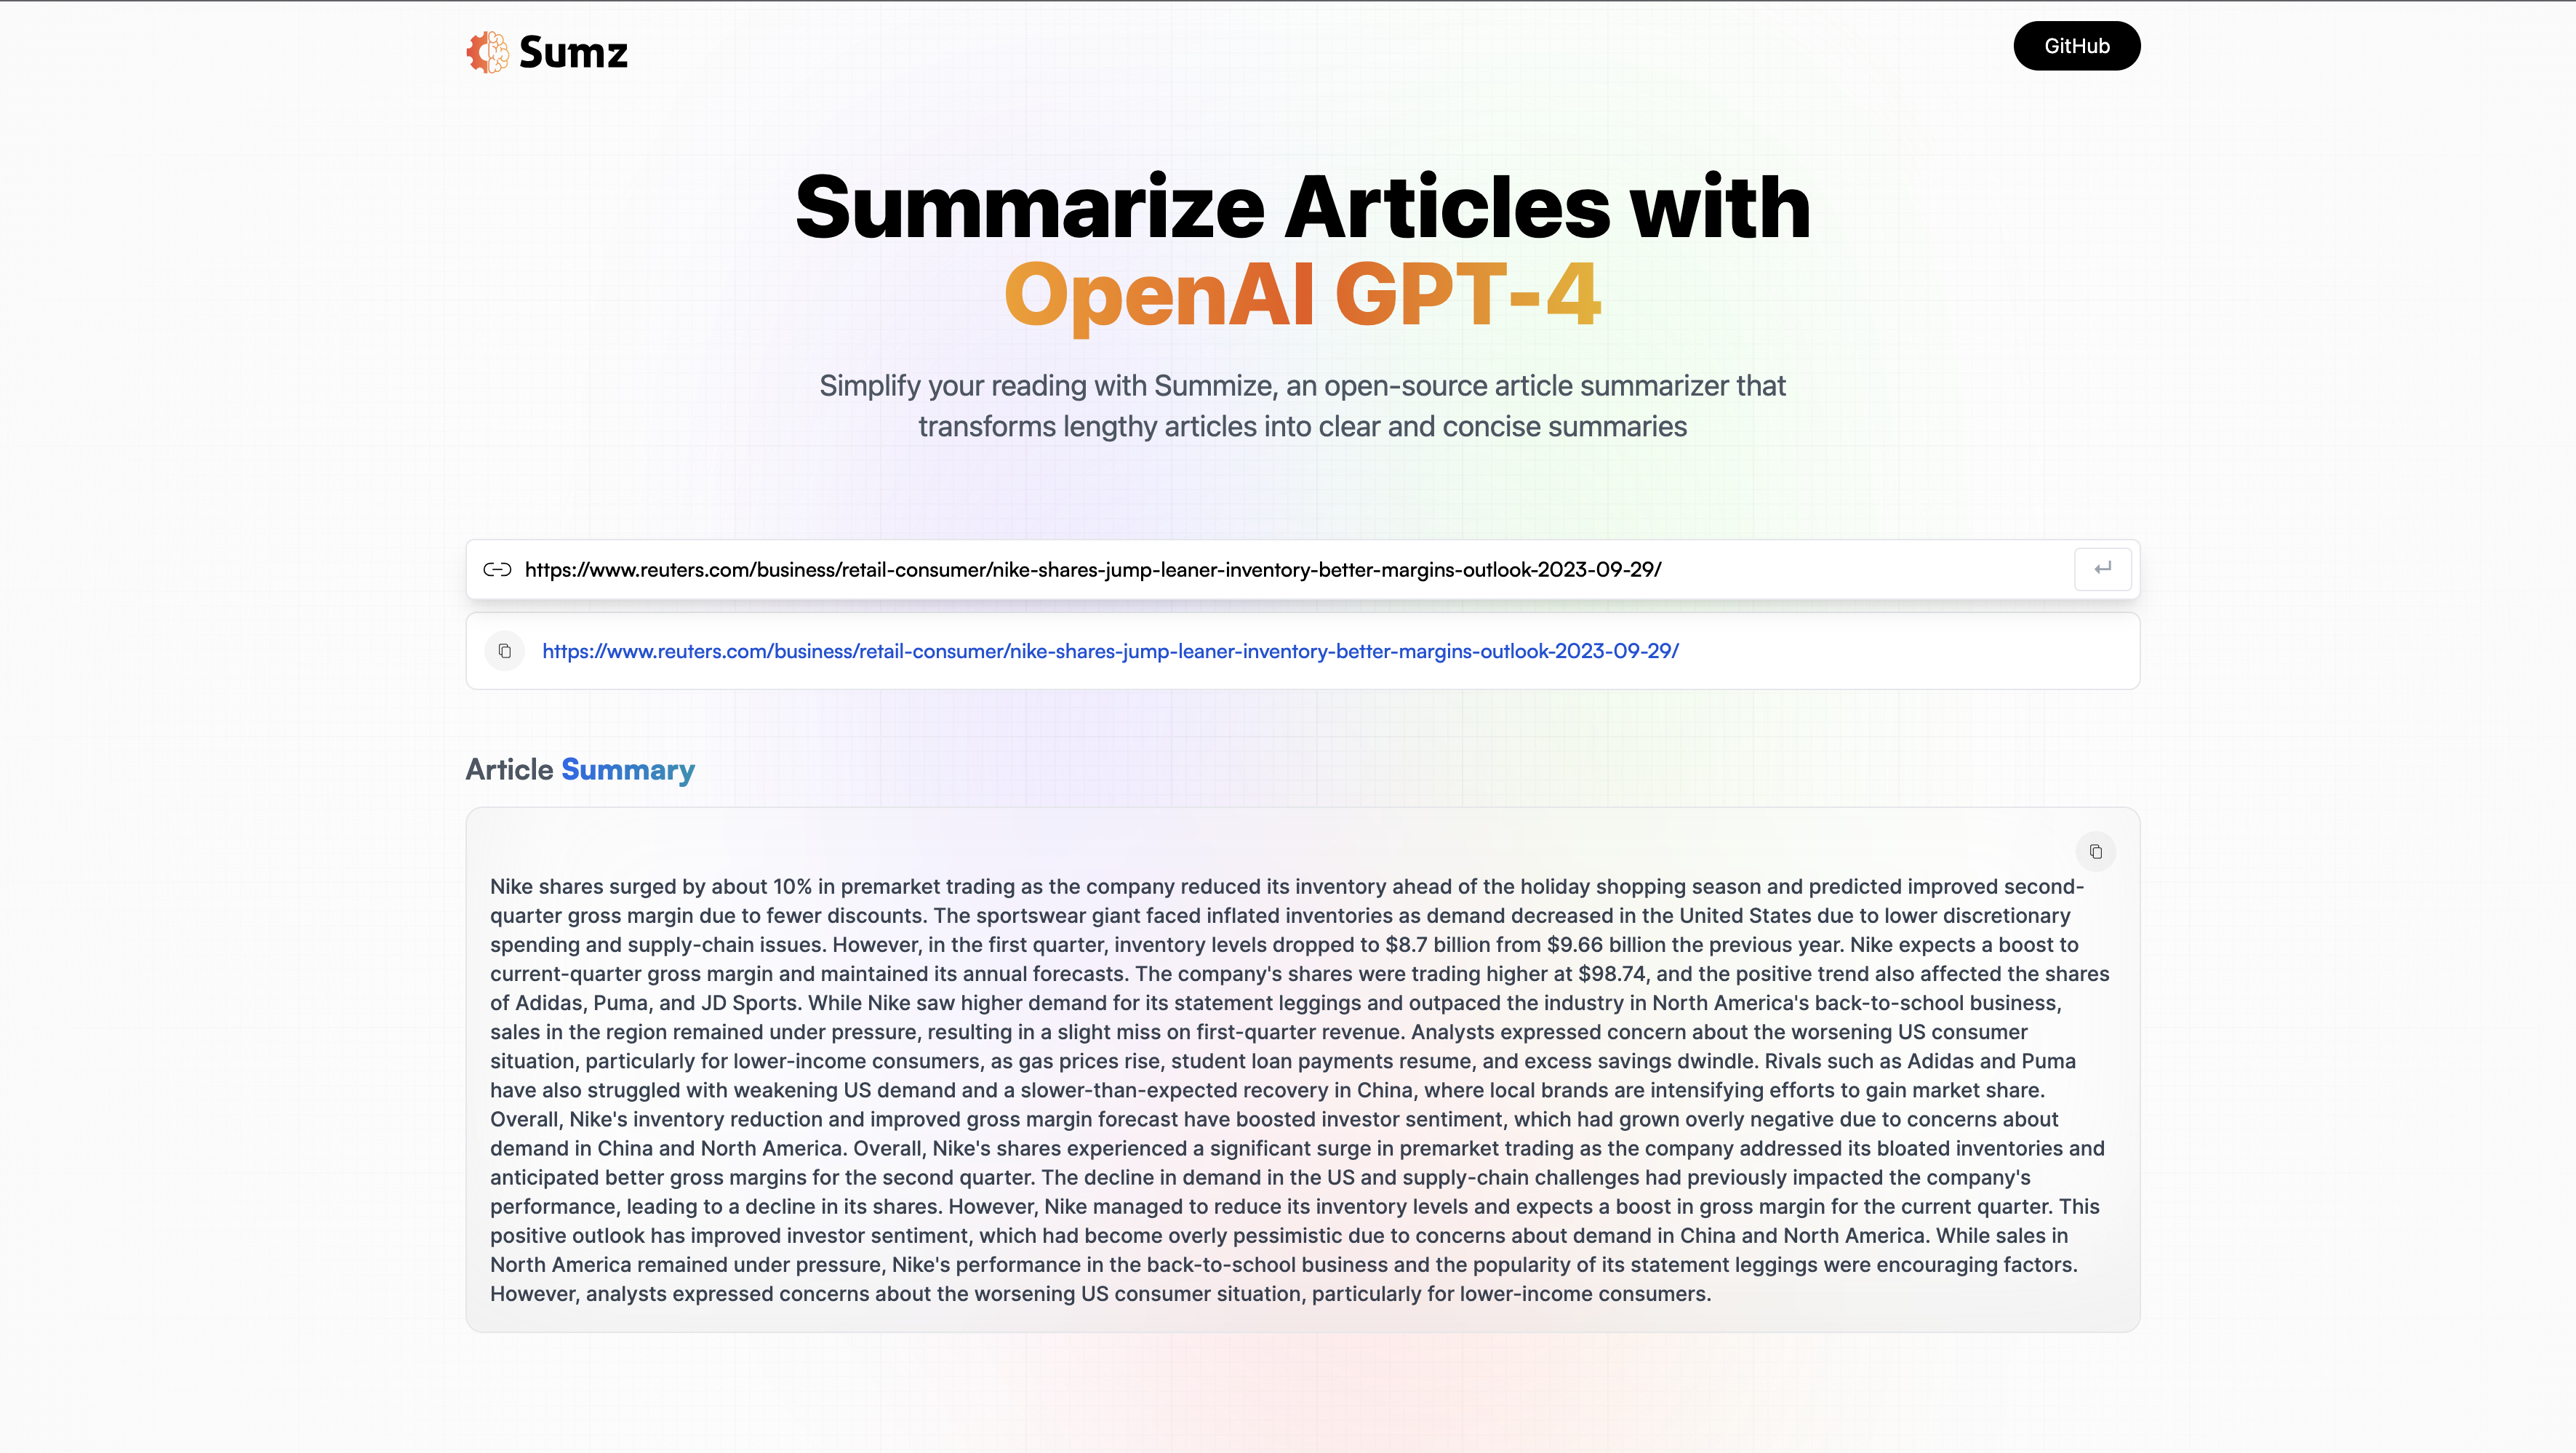 Sumz
GitHub
Summarize Articles with
OpenAI GPT-4
Simplify your reading with Summize, an open-source article summarizer that
transforms lengthy articles into clear and concise summaries
https://www.reuters.com/business/retail-consumer/nike-shares-jump-leaner-inventory-better-margins-outlook-2023-09-29/
https://www.reuters.com/business/retail-consumer/nike-shares-jump-leaner-inventory-better-margins-outlook-2023-09-29/
Article Summary
Nike shares surged by about 10% in premarket trading as the company reduced its inventory ahead of the holiday shopping season and predicted improved second-
quarter gross margin due to fewer discounts. The sportswear giant faced inflated inventories as demand decreased in the United States due to lower discretionary
spending and supply-chain issues. However, in the first quarter, inventory levels dropped to $8.7 billion from $9.66 billion the previous year. Nike expects a boost to
current-quarter gross margin and maintained its annual forecasts. The company's shares were trading higher at $98.74, and the positive trend also affected the shares
of Adidas, Puma, and JD Sports. While Nike saw higher demand for its statement leggings and outpaced the industry in North America's back-to-school business,
sales in the region remained under pressure, resulting in a slight miss on first-quarter revenue. Analysts expressed concern about the worsening US consumer
situation, particularly for lower-income consumers, as gas prices rise, student loan payments resume, and excess savings dwindle. Rivals such as Adidas and Puma
have also struggled with weakening US demand and a slower-than-expected recovery in China, where local brands are intensifying efforts to gain market share.
Overall, Nike's inventory reduction and improved gross margin forecast have boosted investor sentiment, which had grown overly negative due to concerns about
demand in China and North America. Overall, Nike's shares experienced a significant surge in premarket trading as the company addressed its bloated inventories and
anticipated better gross margins for the second quarter. The decline in demand in the US and supply-chain challenges had previously impacted the company's
performance, leading to a decline in its shares. However, Nike managed to reduce its inventory levels and expects a boost in gross margin for the current quarter. This
positive outlook has improved investor sentiment, which had become overly pessimistic due to concerns about demand in China and North America. While sales in
North America remained under pressure, Nike's performance in the back-to-school business and the popularity of its statement leggings were encouraging factors.
However, analysts expressed concerns about the worsening US consumer situation, particularly for lower-income consumers.